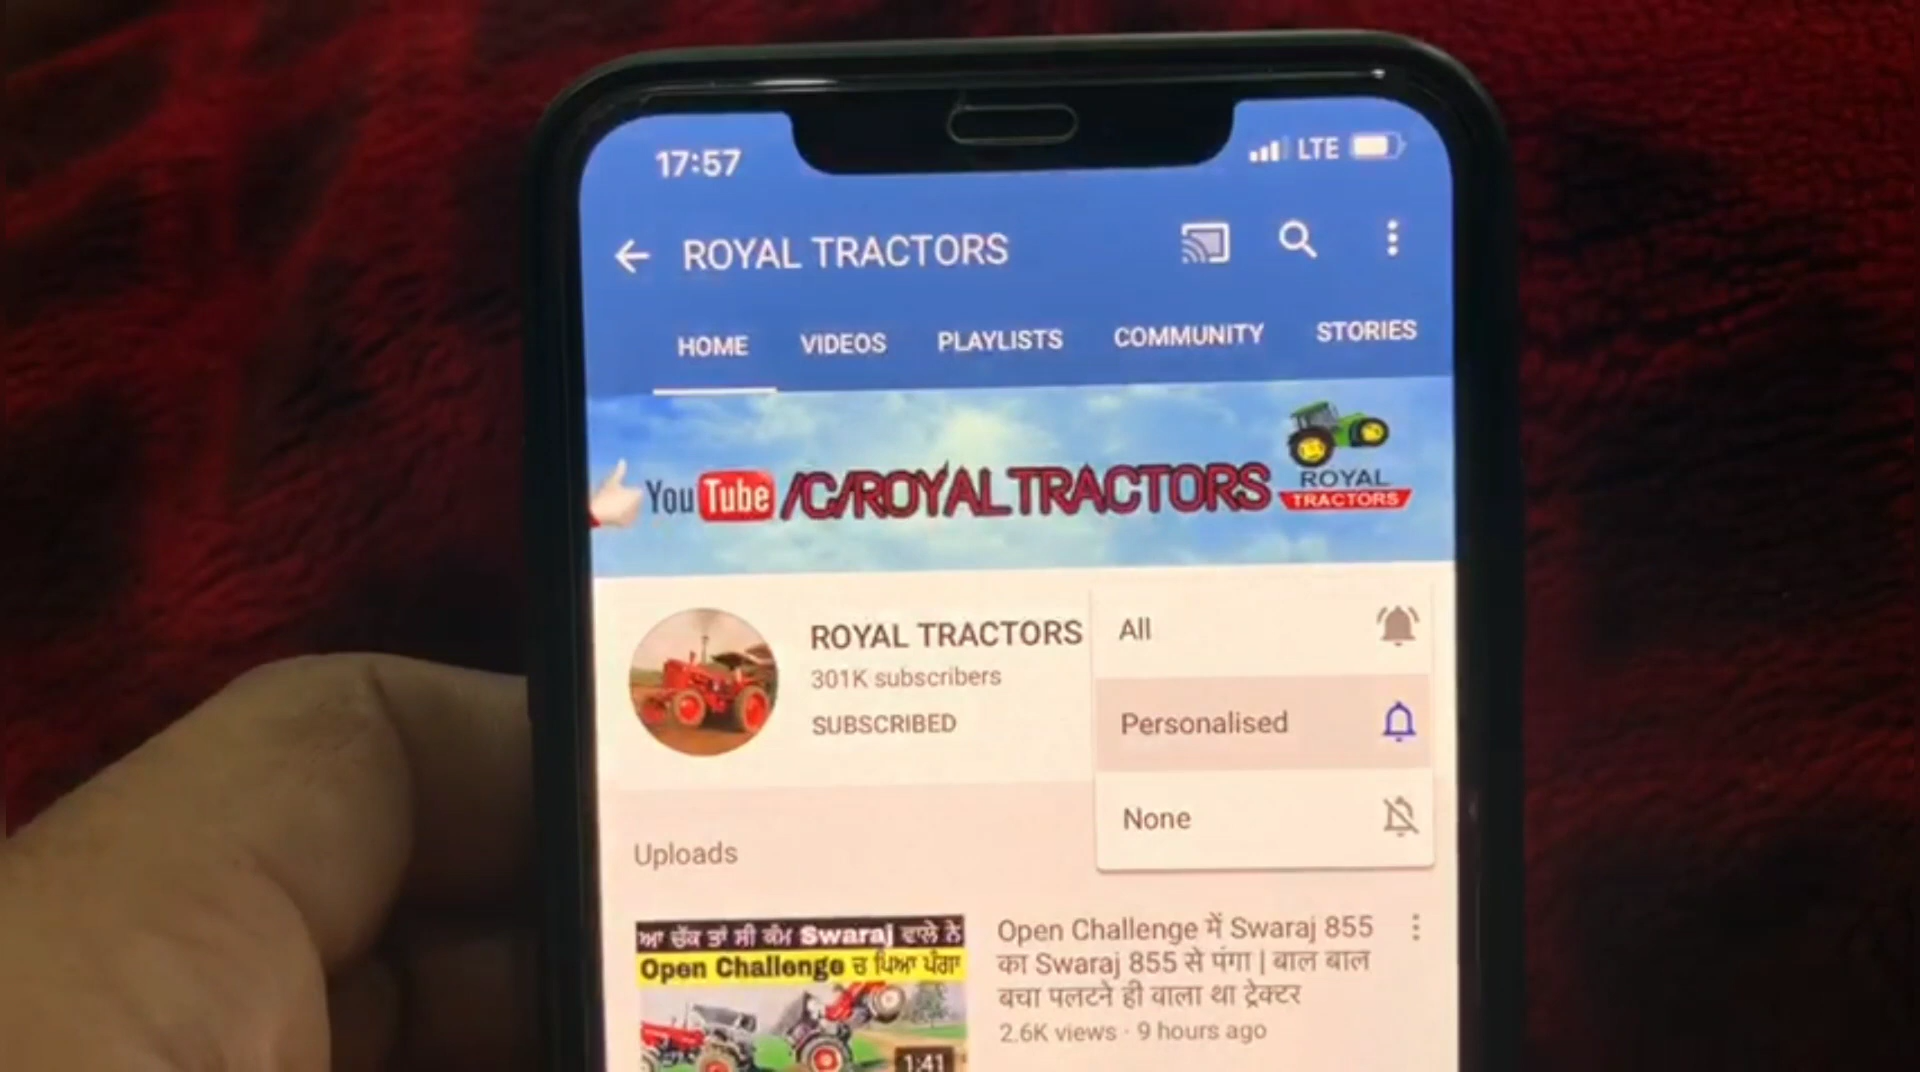 17:57
LTE
ROYAL TRACTORS
HOME VIDEOS PLAYLISTS COMMUNITY STORIES
You Tube /C/ROYALTRACTORS
ROYAL
TRACTORS
ROYAL TRACTORS
301K subscribers
SUBSCRIBED
All
Personalised
None
Uploads
ਆ ਚੱਕ ਤਾਂ ਸੀ ਕੰਮ Swaraj ਵਾਲੇ ਨੇ
Open Challenge ਚ ਪਿਆ ਪੰਗਾ
1:41
Open Challenge में Swaraj 855
का Swaraj 855 से पंगा | बाल बाल
बचा पलटने ही वाला था ट्रेक्टर
2.6K views · 9 hours ago